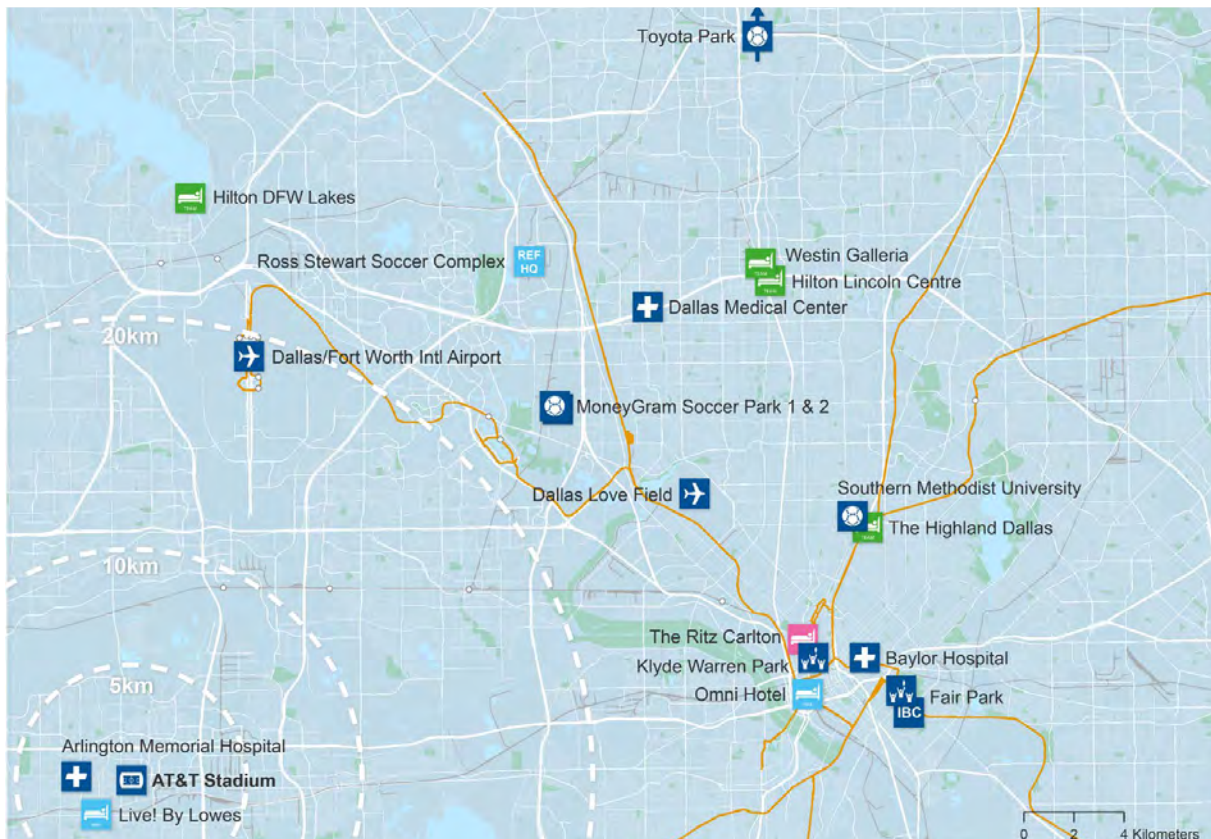 Toyota Park
Hilton DFW Lakes
Ross Stewart Soccer Complex
REF
HQ
Westin Galleria
TEAM
Hilton Lincoln Centre
TEAM
Dallas Medical Center
20km
Dallas/Fort Worth Intl Airport
MoneyGram Soccer Park 1 & 2
Dallas Love Field
Southern Methodist University
The Highland Dallas
TEAM
10km
The Ritz Carlton
Klyde Warren Park
Baylor Hospital
Omni Hotel
Fair Park
IBC
5km
Arlington Memorial Hospital
AT&T Stadium
Live! By Lowes
0 2 4 Kilometers